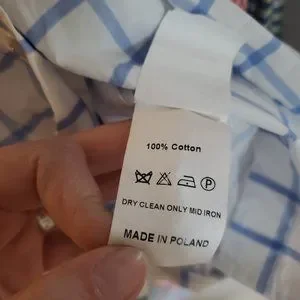 100% Cotton
P
DRY CLEAN ONLY MID IRON
MADE IN POLAND